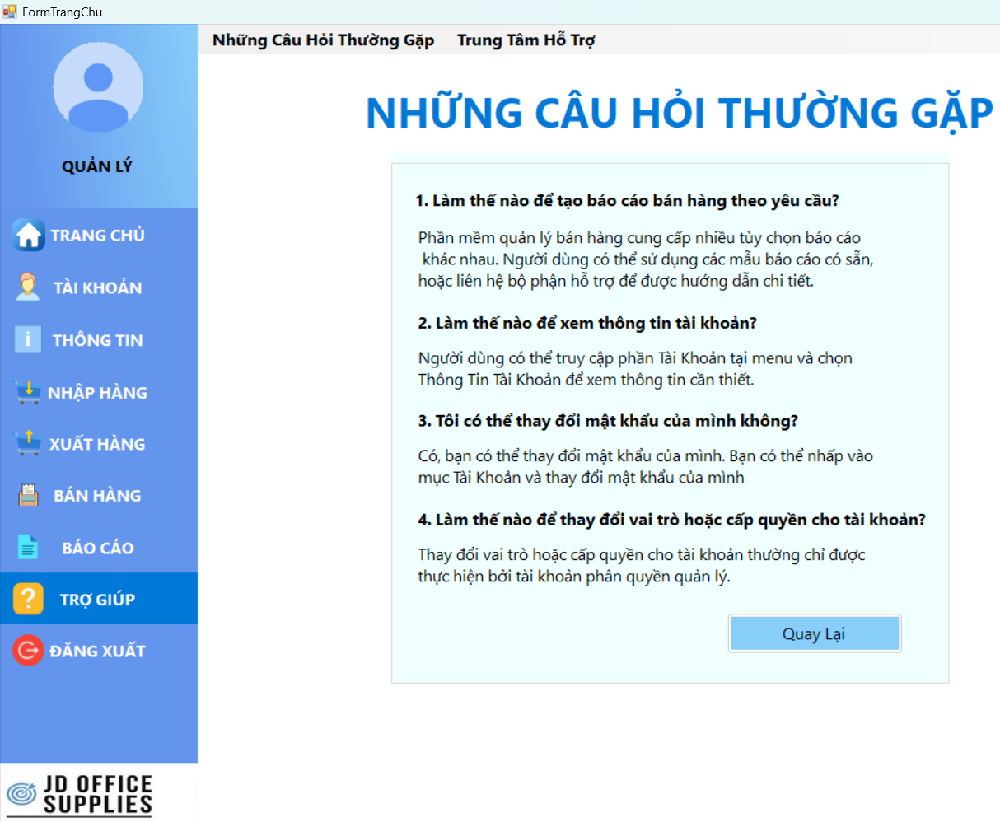 FormTrangChu
Những Câu Hỏi Thường Gặp Trung Tâm Hỗ Trợ
QUẢN LÝ
TRANG CHỦ
TÀI KHOẢN
THÔNG TIN
NHẬP HÀNG
XUẤT HÀNG
BÁN HÀNG
BÁO CÁO
TRỢ GIÚP
ĐĂNG XUẤT
JD OFFICE
SUPPLIES
NHỮNG CÂU HỎI THƯỜNG GẶP
1. Làm thế nào để tạo báo cáo bán hàng theo yêu cầu?
Phần mềm quản lý bán hàng cung cấp nhiều tùy chọn báo cáo
khác nhau. Người dùng có thể sử dụng các mẫu báo cáo có sẵn,
hoặc liên hệ bộ phận hỗ trợ để được hướng dẫn chi tiết.
2. Làm thế nào để xem thông tin tài khoản?
Người dùng có thể truy cập phần Tài Khoản tại menu và chọn
Thông Tin Tài Khoản để xem thông tin cần thiết.
3. Tôi có thể thay đổi mật khẩu của mình không?
Có, bạn có thể thay đổi mật khẩu của mình. Bạn có thể nhấp vào
mục Tài Khoản và thay đổi mật khẩu của mình
4. Làm thế nào để thay đổi vai trò hoặc cấp quyền cho tài khoản?
Thay đổi vai trò hoặc cấp quyền cho tài khoản thường chỉ được
thực hiện bởi tài khoản phân quyền quản lý.
Quay Lại